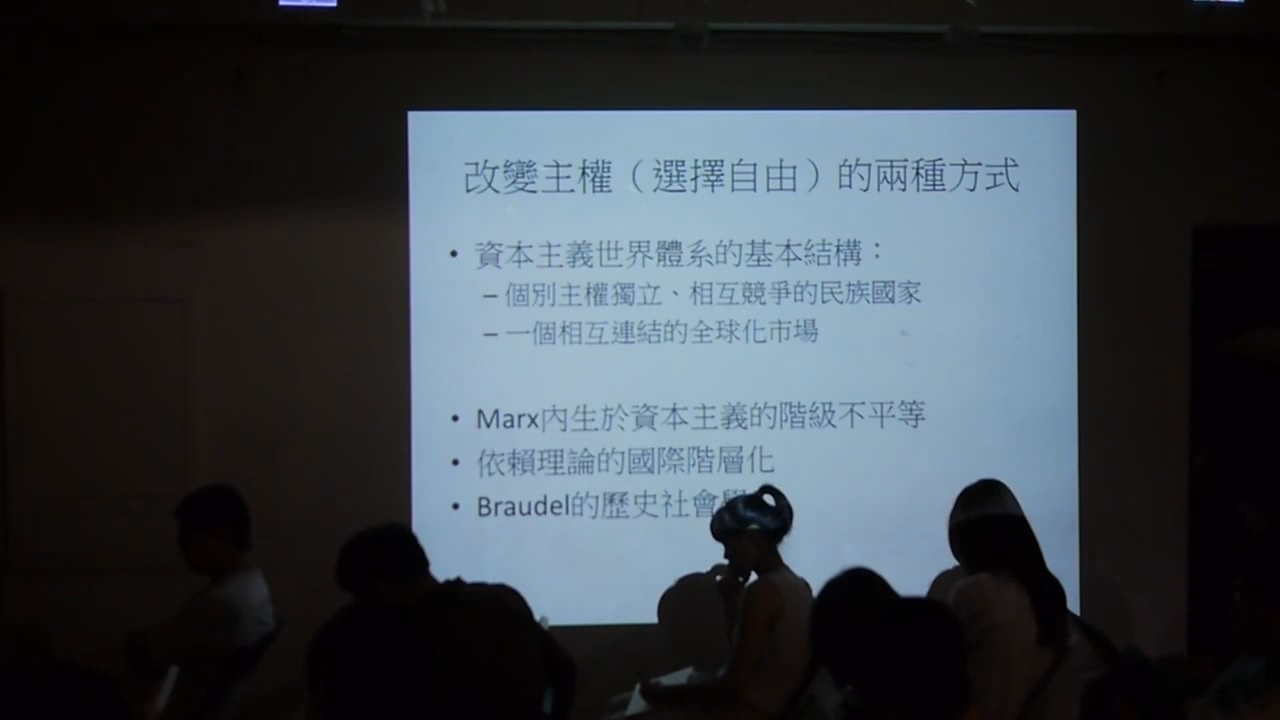 改變主權（選擇自由）的兩種方式
• 資本主義世界體系的基本結構：
– 個別主權獨立、相互競爭的民族國家
– 一個相互連結的全球化市場
• Marx內生於資本主義的階級不平等
• 依賴理論的國際階層化
• Braudel的歷史社會學